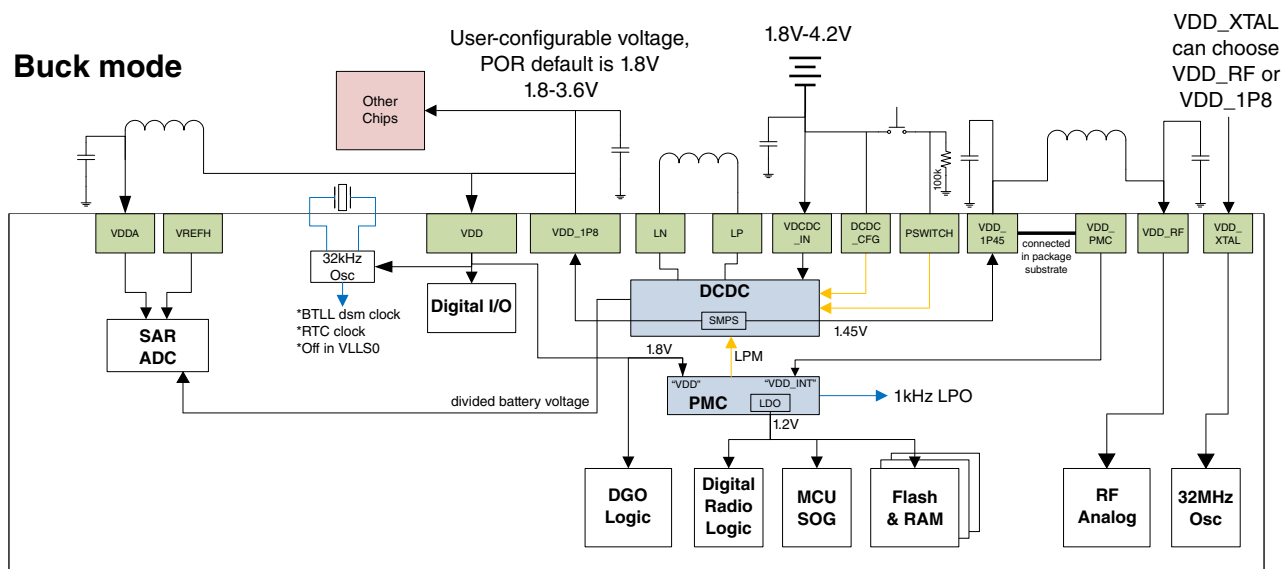 Buck mode
User-configurable voltage,
POR default is 1.8V
1.8-3.6V
1.8V-4.2V
VDD_XTAL
can choose
VDD_RF or
VDD_1P8
Other
Chips
100k
VDDA
VREFH
VDD
VDD_1P8
LN
LP
VDCDC
_IN
DCDC
_CFG
PSWITCH
VDD_
1P45
VDD_
PMC
VDD_RF
VDD_
XTAL
connected
in package
substrate
32kHz
Osc
*BTLL dsm clock
*RTC clock
*Off in VLLS0
Digital I/O
DCDC
SMPS
1.45V
SAR
ADC
1.8V
LPM
"VDD"
"VDD_INT"
PMC
LDO
1kHz LPO
divided battery voltage
1.2V
DGO
Logic
Digital
Radio
Logic
MCU
SOG
Flash
& RAM
RF
Analog
32MHz
Osc